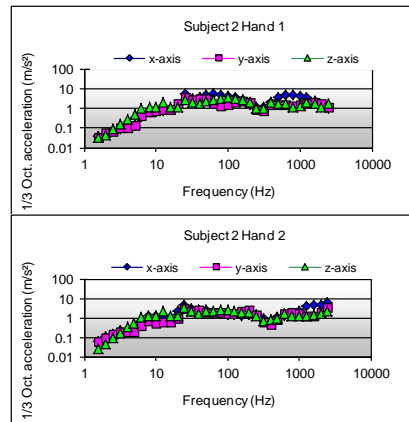 Subject 2 Hand 1
x-axis y-axis z-axis
1/3 Oct. acceleration (m/s²)
100
10
1
0.1
0.01
1 10 100 1000 10000
Frequency (Hz)
Subject 2 Hand 2
x-axis y-axis z-axis
1/3 Oct. acceleration (m/s²)
100
10
1
0.1
0.01
1 10 100 1000 10000
Frequency (Hz)